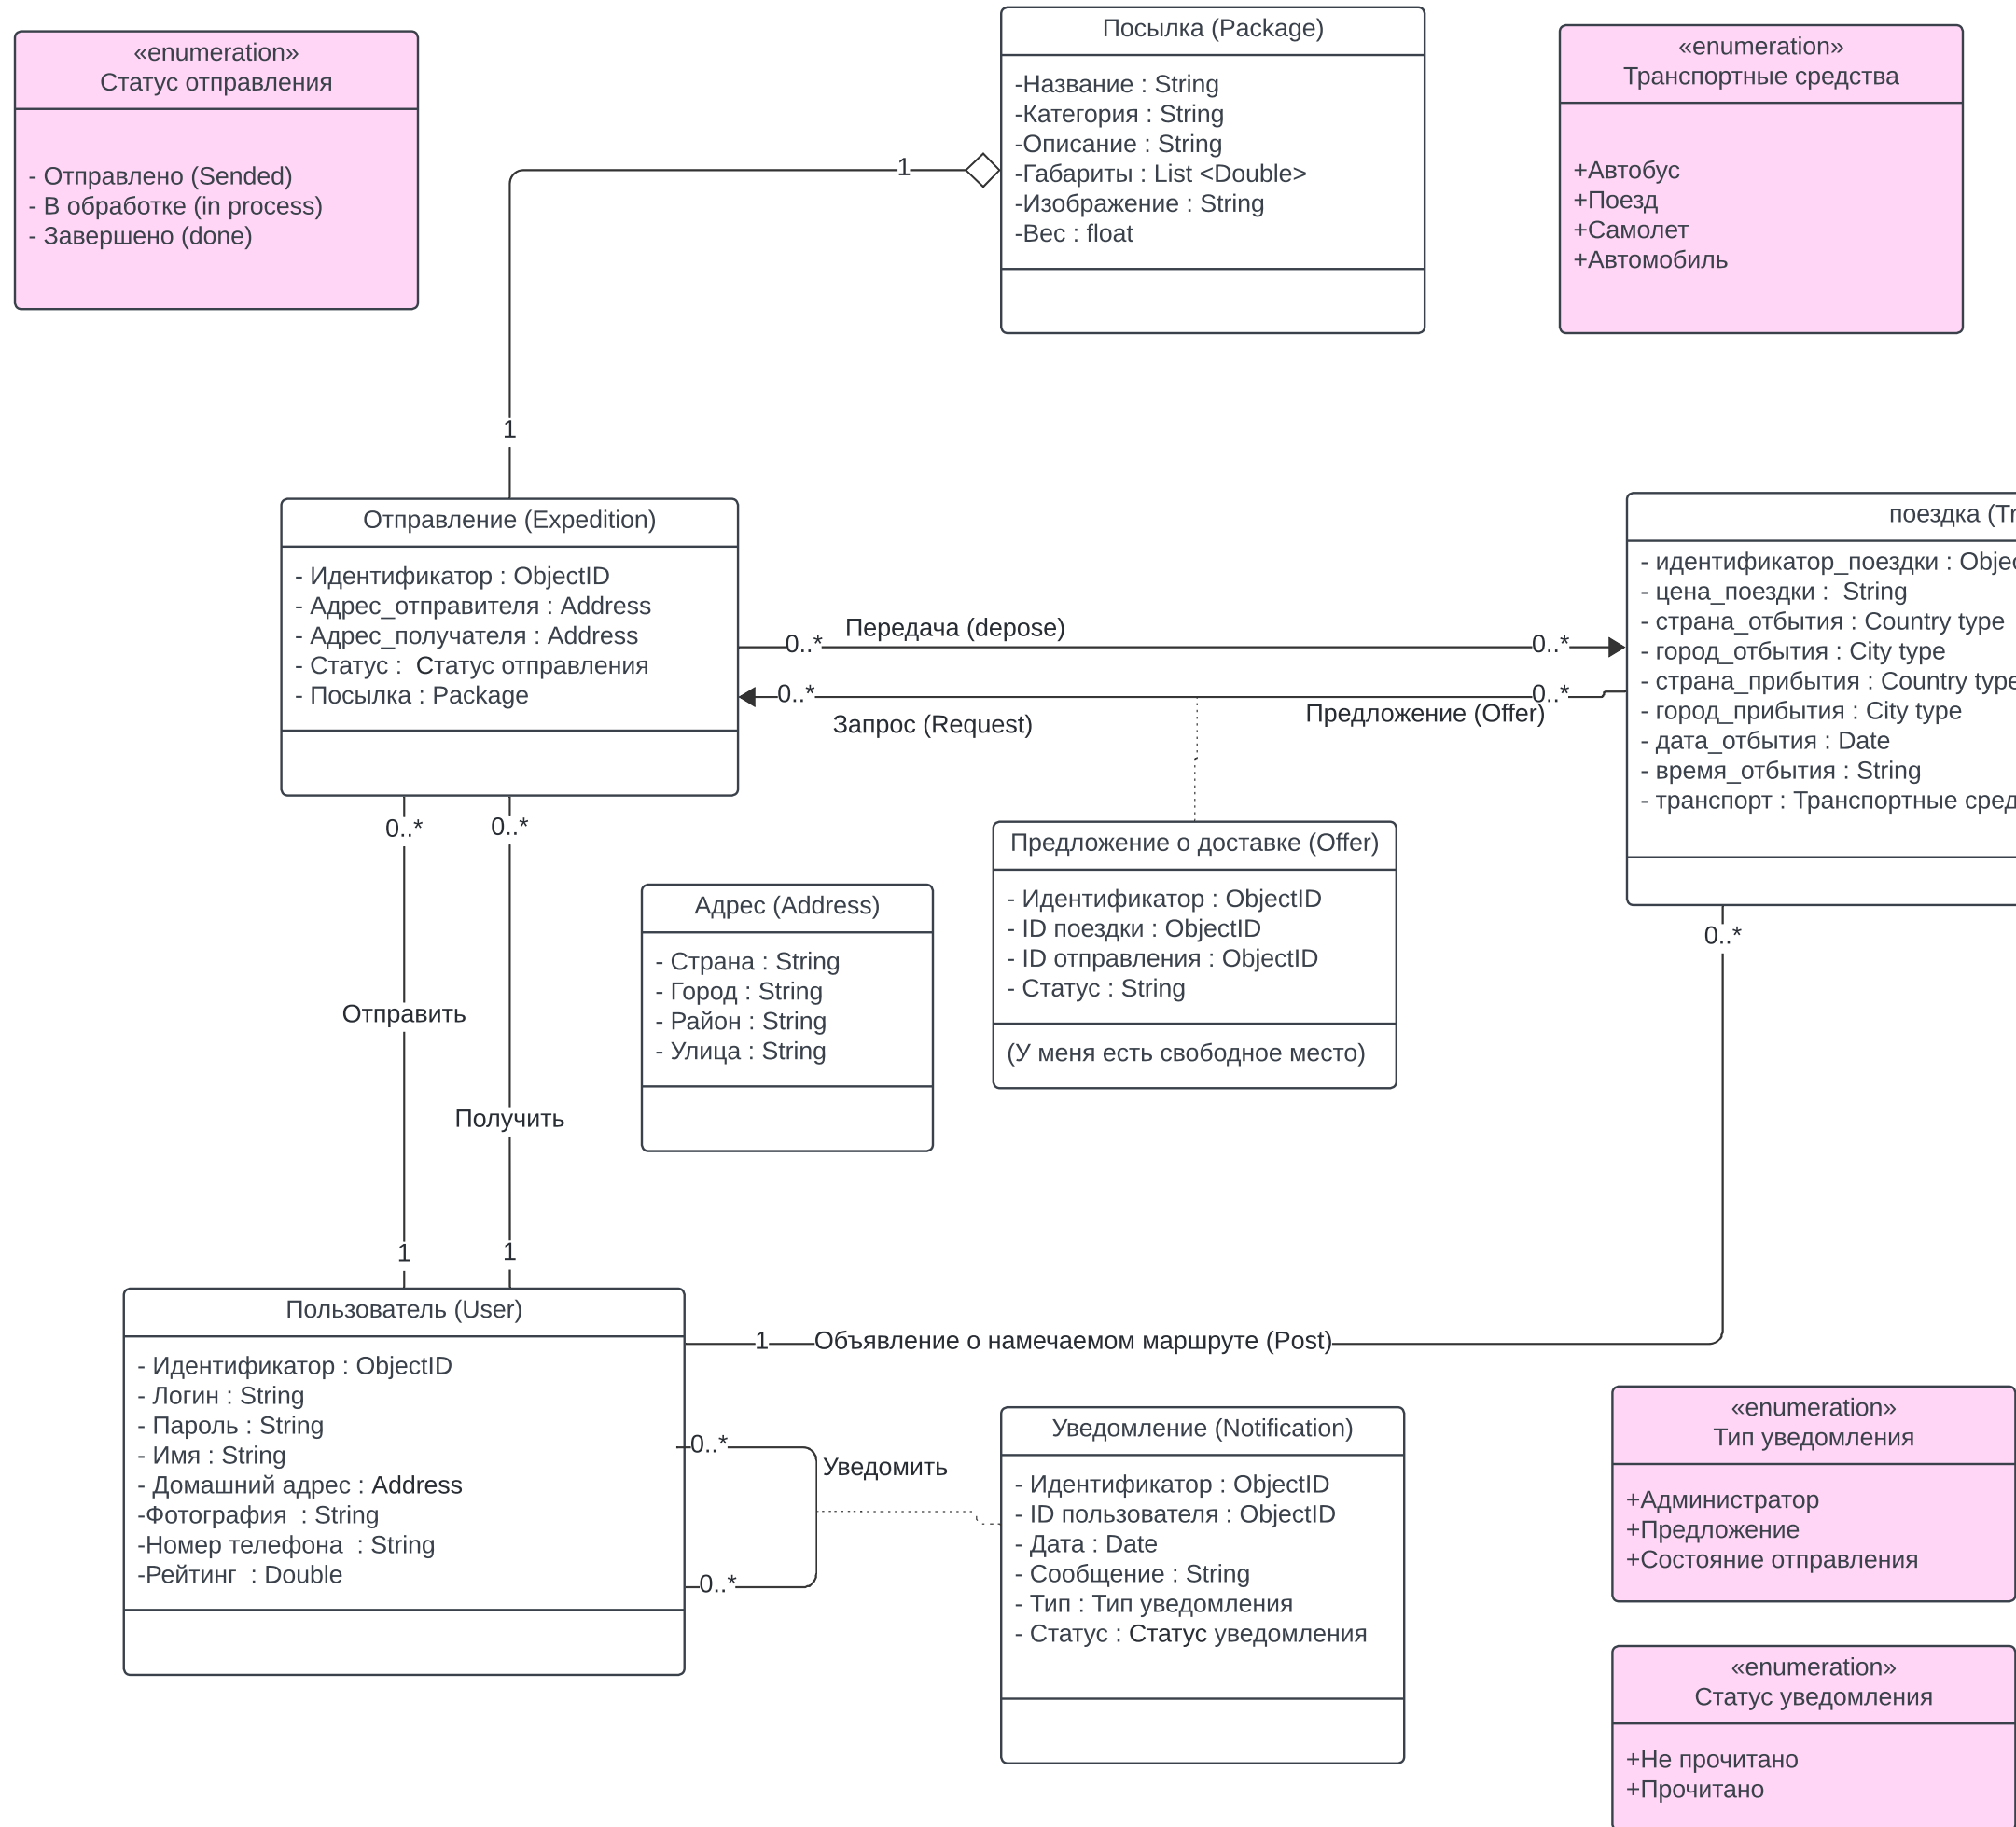 «enumeration»
Статус отправления
- Отправлено (Sended)
- В обработке (in process)
- Завершено (done)
Посылка (Package)
-Название : String
-Категория : String
-Описание : String
-Габариты : List <Double>
-Изображение : String
-Вес : float
«enumeration»
Транспортные средства
+Автобус
+Поезд
+Самолет
+Автомобиль
1
1
Отправление (Expedition)
- Идентификатор : ObjectID
- Адрес_отправителя : Address
- Адрес_получателя : Address
- Статус :  Статус отправления
- Посылка : Package
0..*
Передача (depose)
0..*
0..*
Запрос (Request)
Предложение (Offer)
0..*
поездка (Tr
- идентификатор_поездки : Objec
- цена_поездки :  String
- страна_отбытия : Country type
- город_отбытия : City type
- страна_прибытия : Country type
- город_прибытия : City type
- дата_отбытия : Date
- время_отбытия : String
- транспорт : Транспортные сред
0..*
0..*
Отправить
Получить
1
1
Адрес (Address)
- Страна : String
- Город : String
- Район : String
- Улица : String
Предложение о доставке (Offer)
- Идентификатор : ObjectID
- ID поездки : ObjectID
- ID отправления : ObjectID
- Статус : String
(У меня есть свободное место)
0..*
Пользователь (User)
- Идентификатор : ObjectID
- Логин : String
- Пароль : String
- Имя : String
- Домашний адрес : Address
-Фотография  : String
-Номер телефона  : String
-Рейтинг  : Double
1
Объявление о намечаемом маршруте (Post)
0..*
Уведомить
0..*
Уведомление (Notification)
- Идентификатор : ObjectID
- ID пользователя : ObjectID
- Дата : Date
- Сообщение : String
- Тип : Тип уведомления
- Статус : Статус уведомления
«enumeration»
Тип уведомления
+Администратор
+Предложение
+Состояние отправления
«enumeration»
Статус уведомления
+Не прочитано
+Прочитано